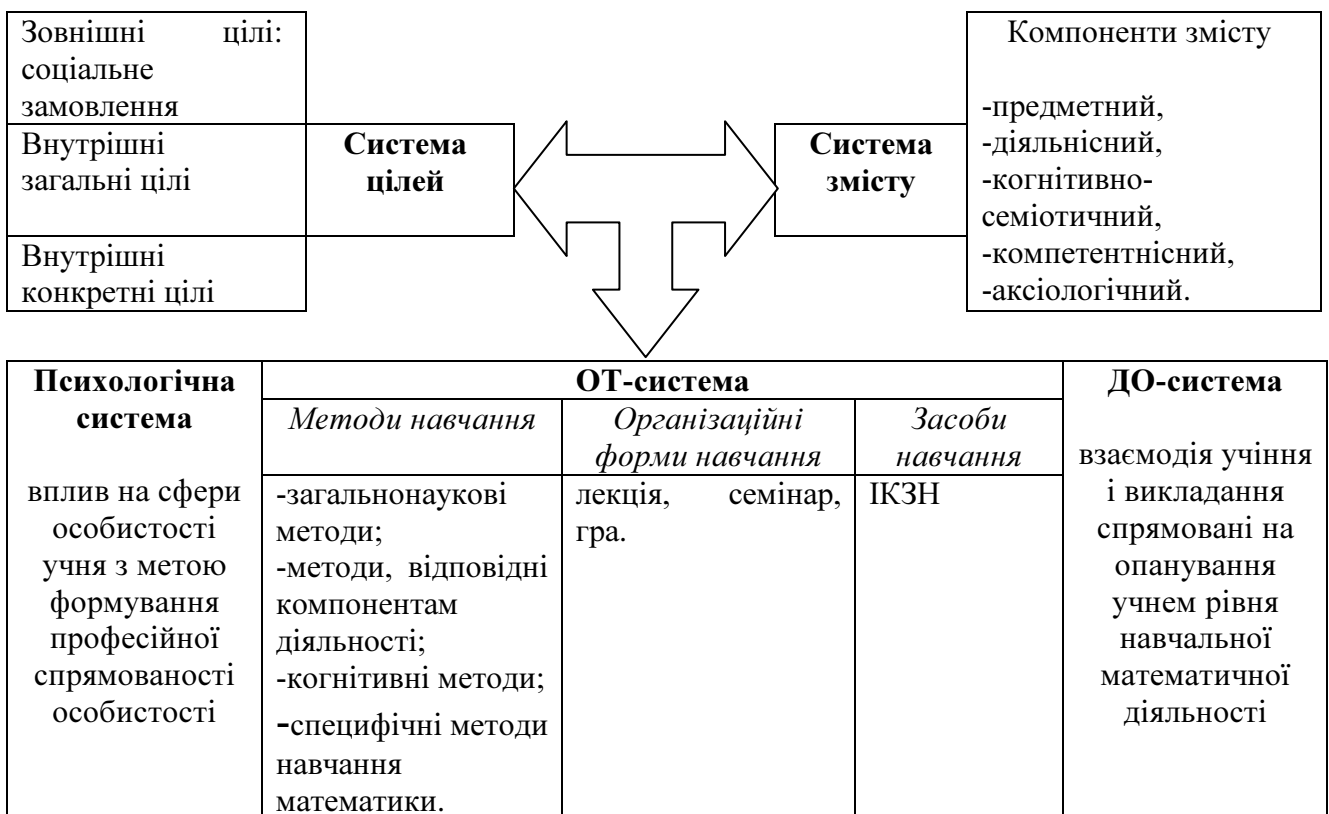 Зовнішні цілі:
соціальне
замовлення
Внутрішні
загальні цілі
Внутрішні
конкретні цілі
Система
цілей
Система
змісту
Компоненти змісту
-предметний,
-діяльнісний,
-когнітивно-
семіотичний,
-компетентнісний,
-аксіологічний.
Психологічна
система
вплив на сфери
особистості
учня з метою
формування
професійної
спрямованості
особистості
ОТ-система
Методи навчання
-загальнонаукові
методи;
-методи, відповідні
компонентам
діяльності;
-когнітивні методи;
-специфічні методи
навчання
математики.
Організаційні
форми навчання
лекція, семінар,
гра.
Засоби
навчання
ІКЗН
ДО-система
взаємодія учіння
і викладання
спрямовані на
опанування
учнем рівня
навчальної
математичної
діяльності